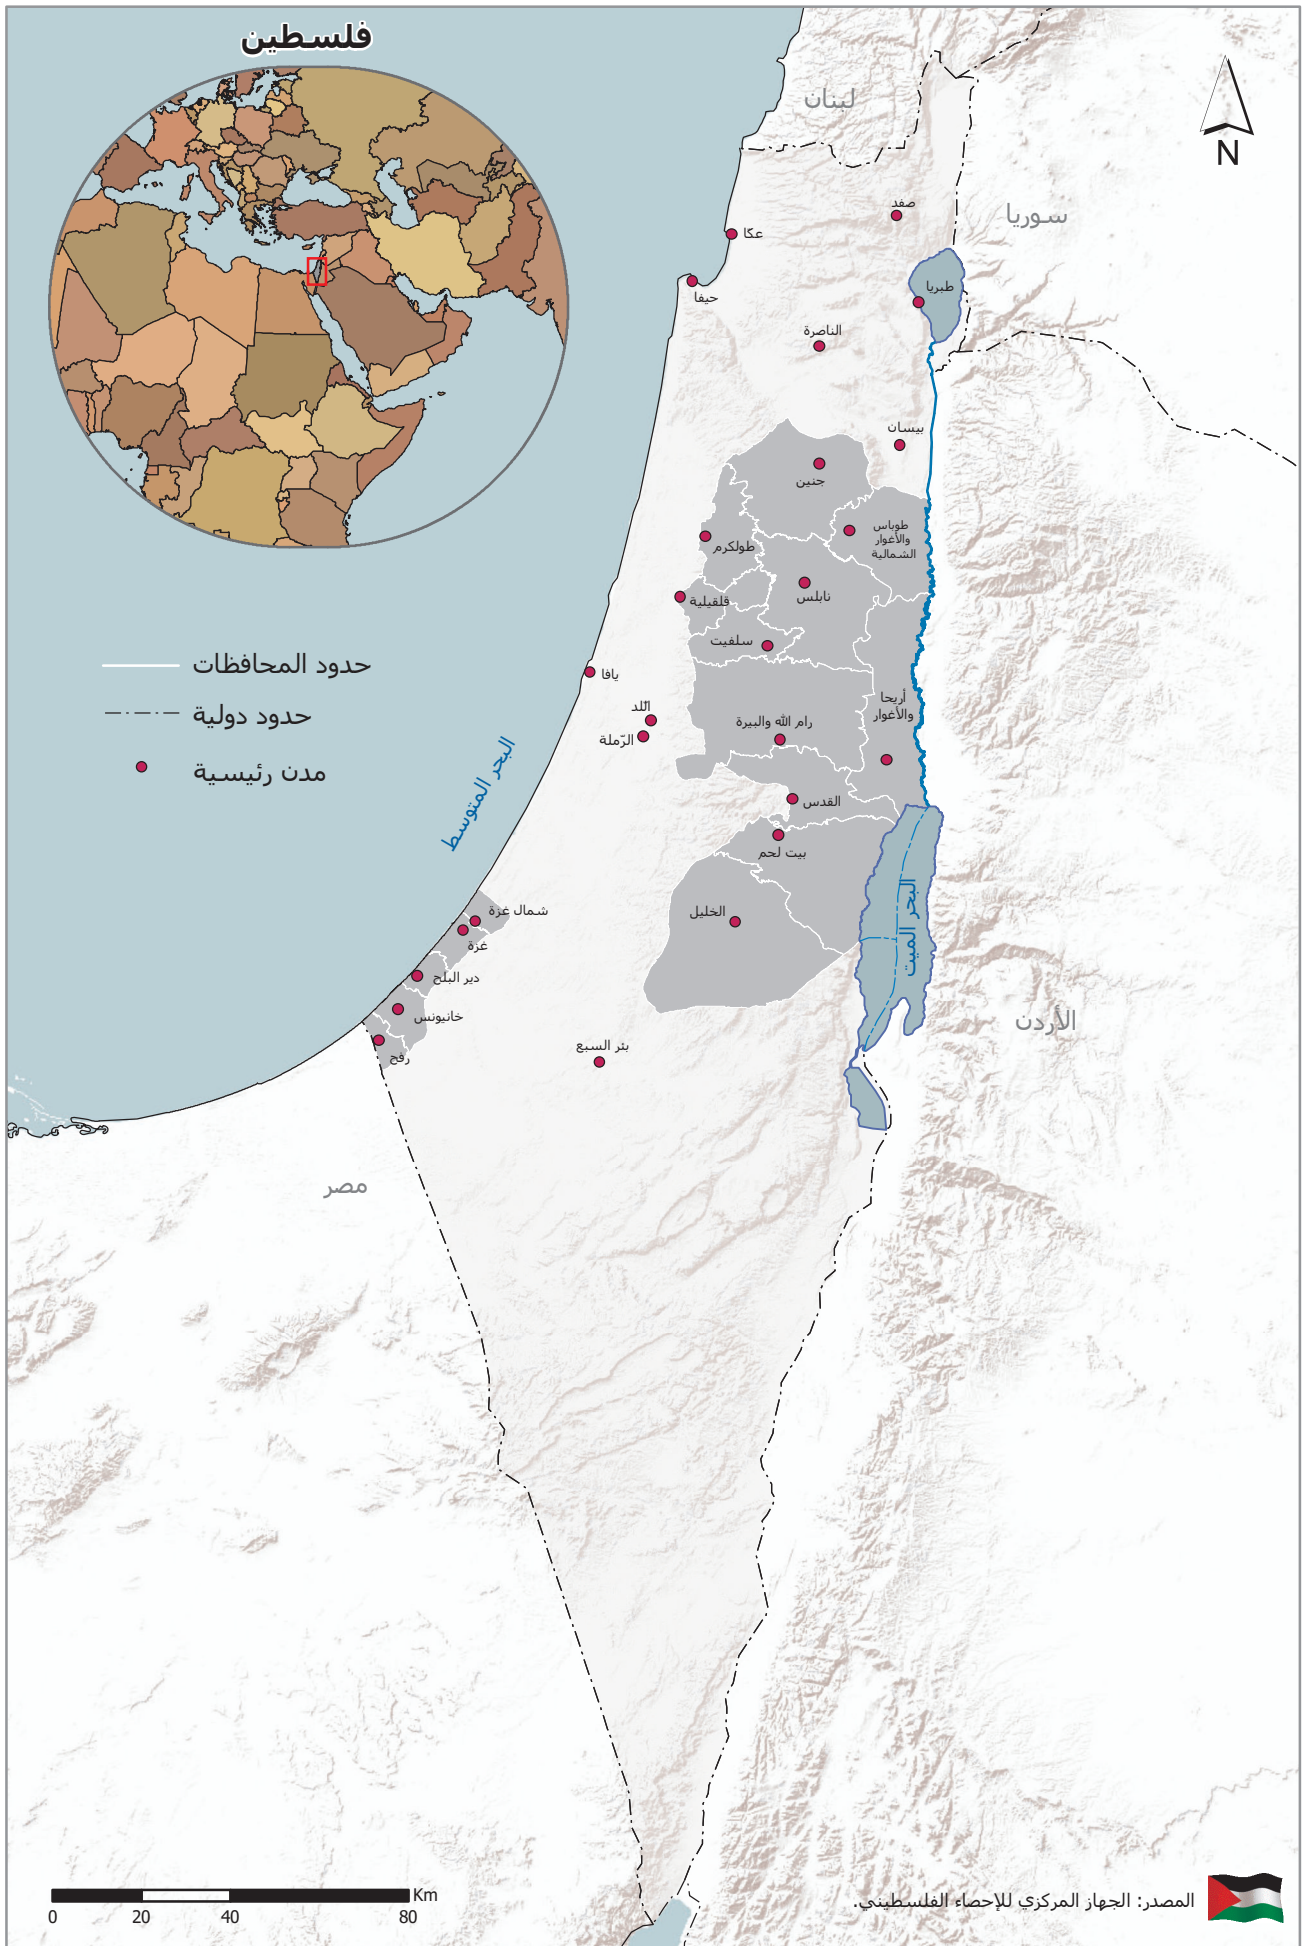 فلسطين
لبنان
N
سوريا
صفد
عكّا
حيفا
طبريا
الناصرة
بيسان
جنين
طوباس
والأغوار
الشمالية
طولكرم
نابلس
قلقيلية
سلفيت
حدود المحافظات
حدود دولية
مدن رئيسية
يافا
اللد
الرّملة
أريحا
والأغوار
رام الله والبيرة
البحر المتوسط
القدس
بيت لحم
الخليل
البحر الميت
شمال غزة
غزة
دير البلح
خانيونس
رفح
بئر السبع
الأردن
مصر
Km
0 20 40 80
المصدر: الجهاز المركزي للإحصاء الفلسطيني.